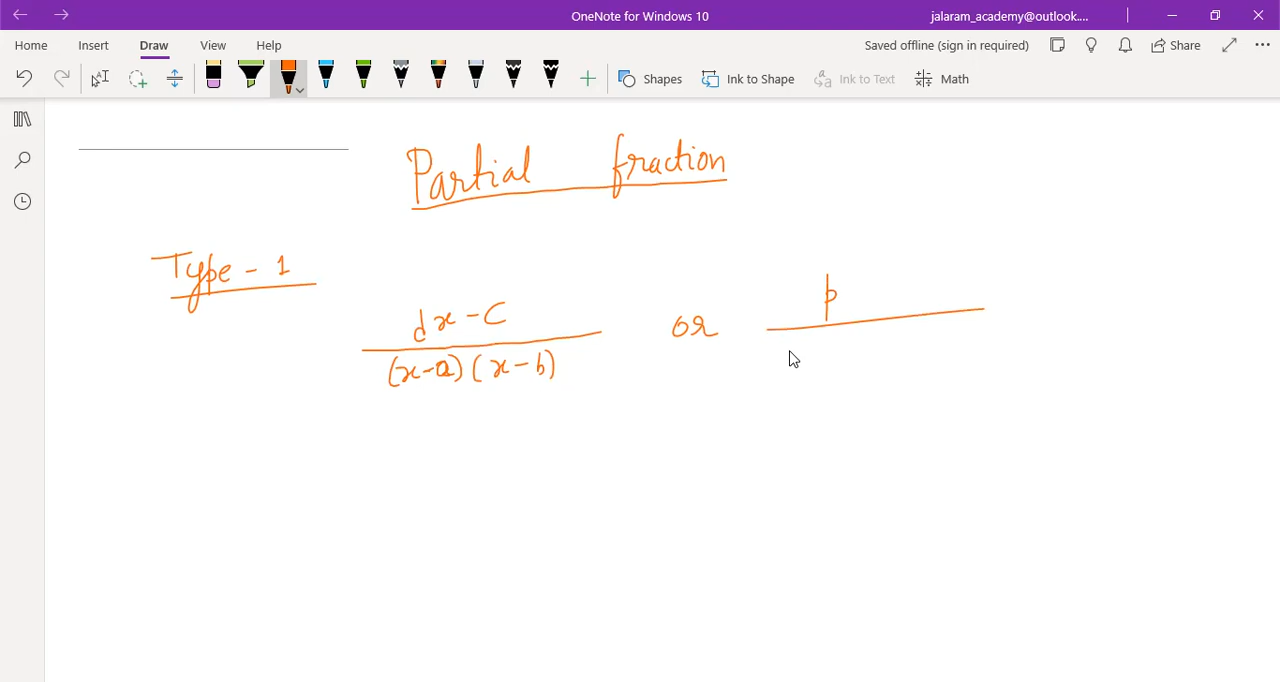 OneNote for Windows 10
jalaram_academy@outlook....
Home Insert Draw View Help
Saved offline (sign in required)
Share
Shapes
Ink to Shape
Ink to Text
Math
Partial fraction
Type - 1
dx - c
(x-a)(x-b)
or
p